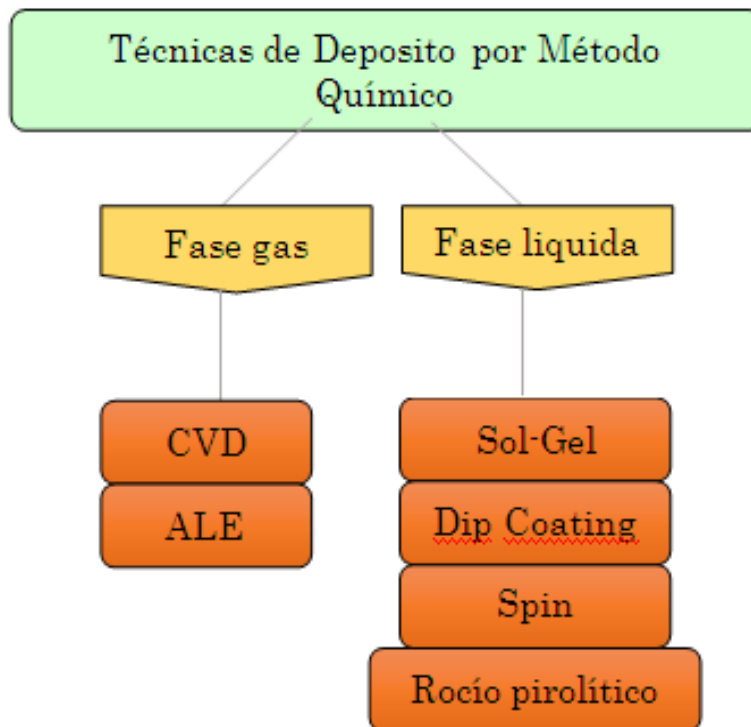 Técnicas de Deposito por Método
Químico
Fase gas
Fase liquida
CVD
ALE
Sol-Gel
Dip Coating
Spin
Rocío pirolítico